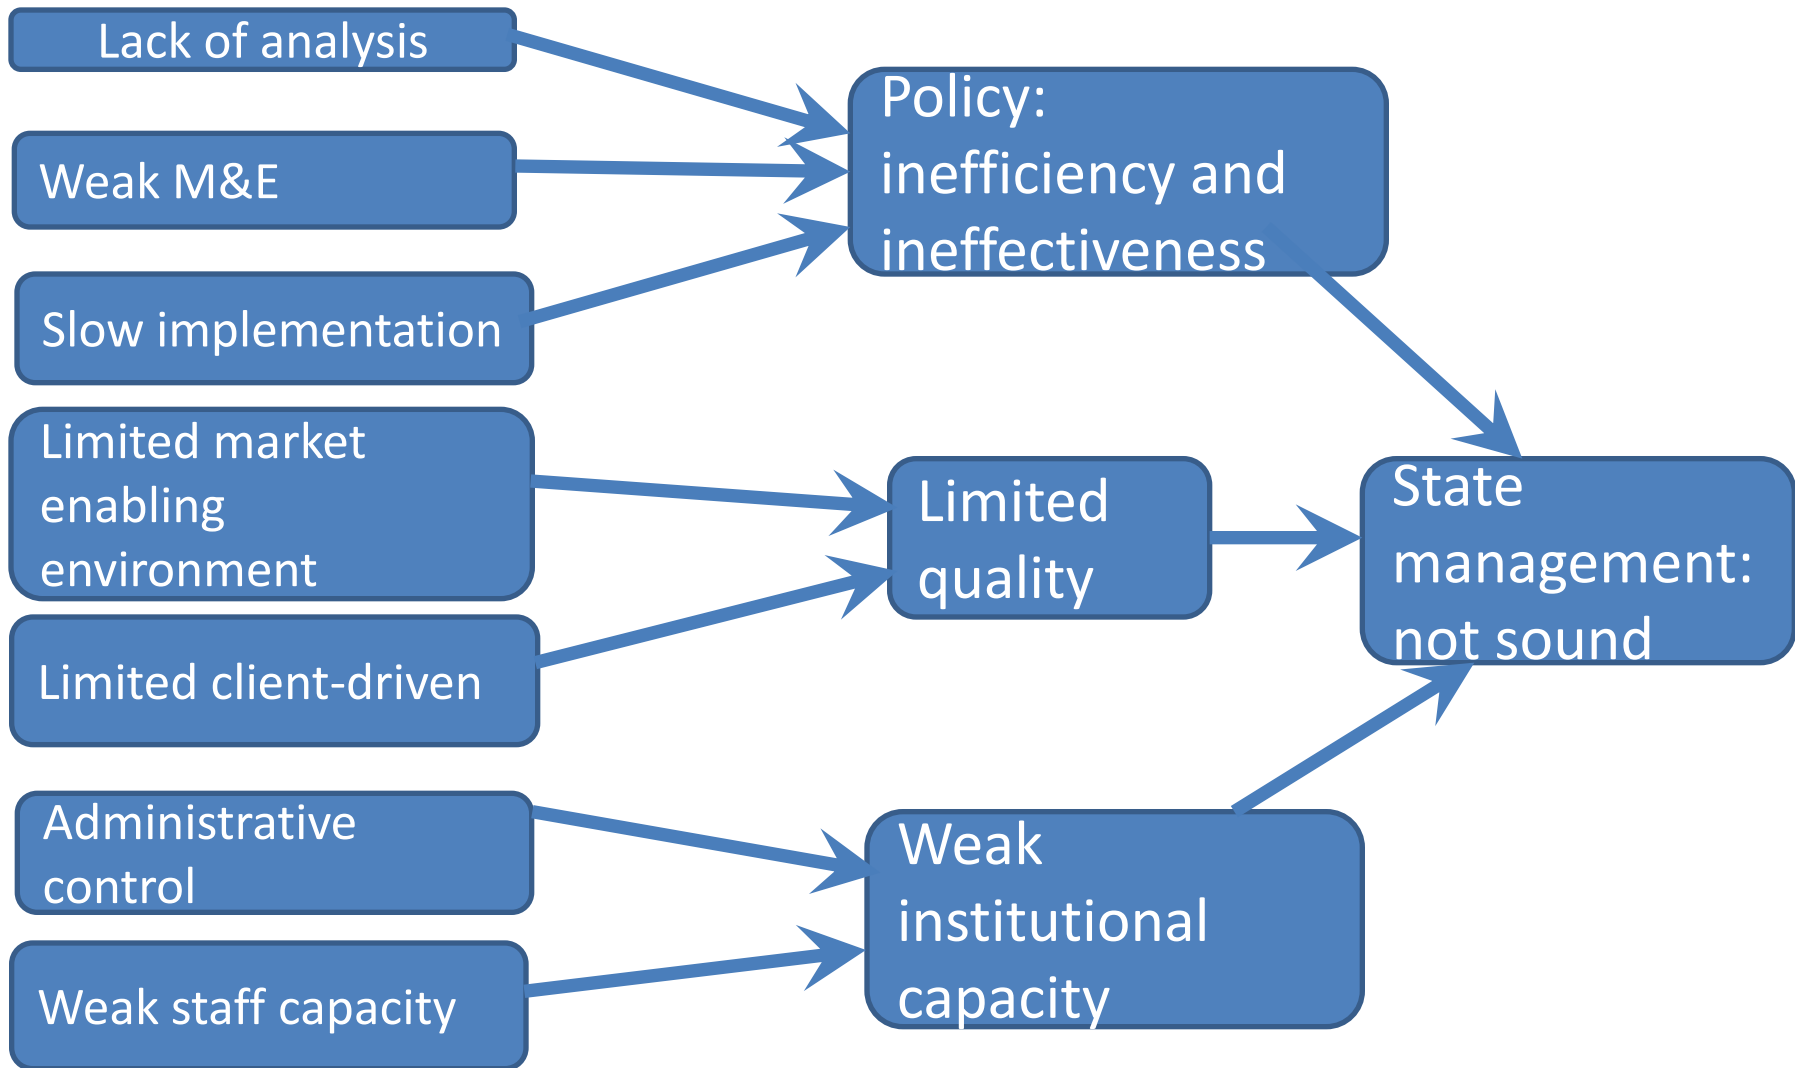 Lack of analysis
Weak M&E
Slow implementation
Limited market
enabling
environment
Limited client-driven
Administrative
control
Weak staff capacity
Policy:
inefficiency and
ineffectiveness
Limited
quality
Weak
institutional
capacity
State
management:
not sound